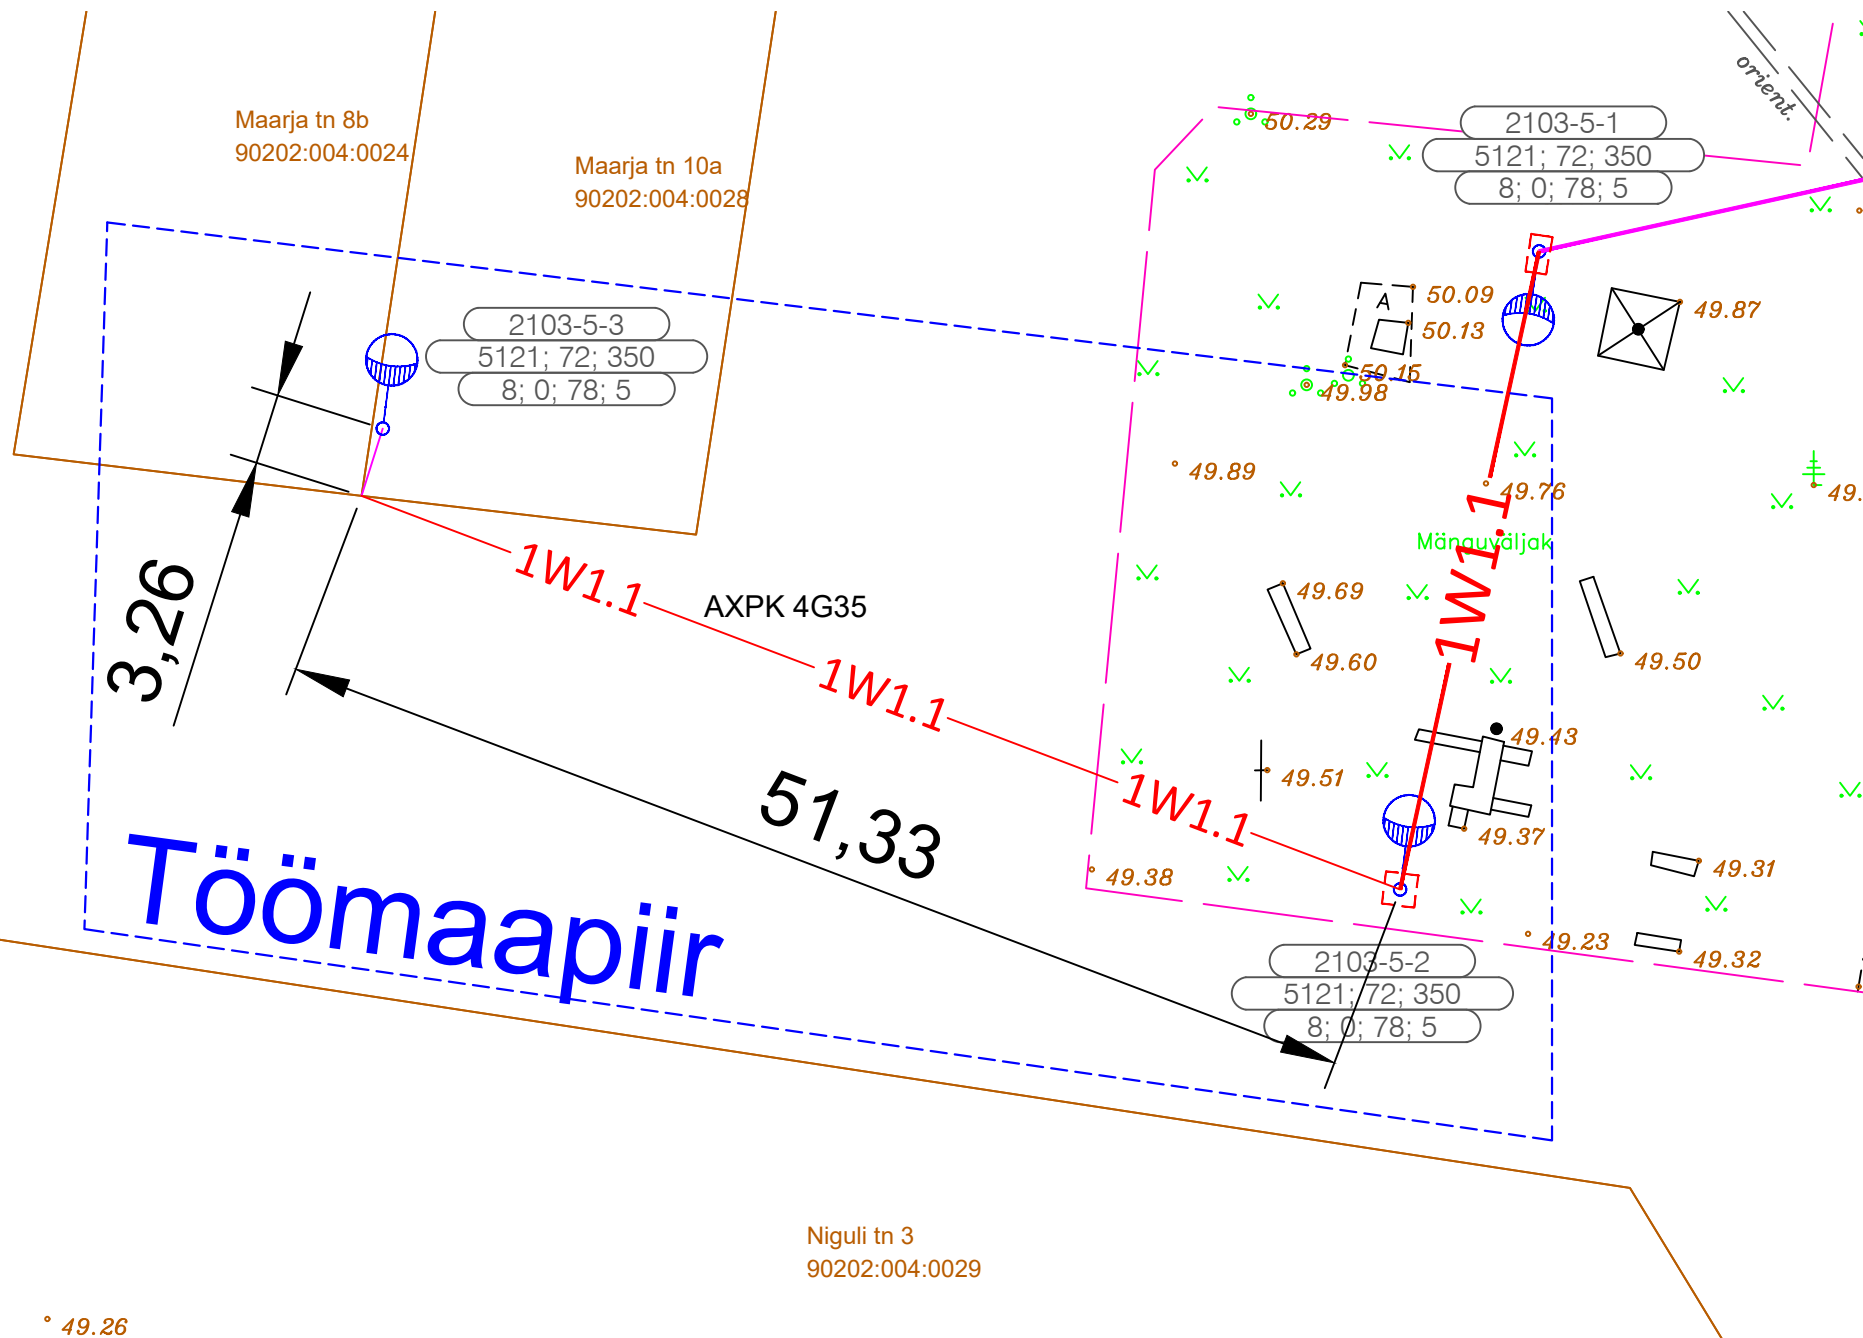 orient.
Maarja tn 8b
90202:004:0024
Maarja tn 10a
90202:004:0028
50.29
2103-5-1
5121; 72; 350
8; 0; 78; 5
A
50.09
50.13
50.15
49.98
49.87
2103-5-3
5121; 72; 350
8; 0; 78; 5
49.89
49.76
49.
Mänguväljak
1W1.1
3,26
1W1.1
AXPK 4G35
49.69
49.60
49.50
1W1.1
49.43
49.51
51,33
1W1.1
49.37
49.31
49.38
Töömaapiir
49.23
49.32
2103-5-2
5121; 72; 350
8; 0; 78; 5
Niguli tn 3
90202:004:0029
49.26